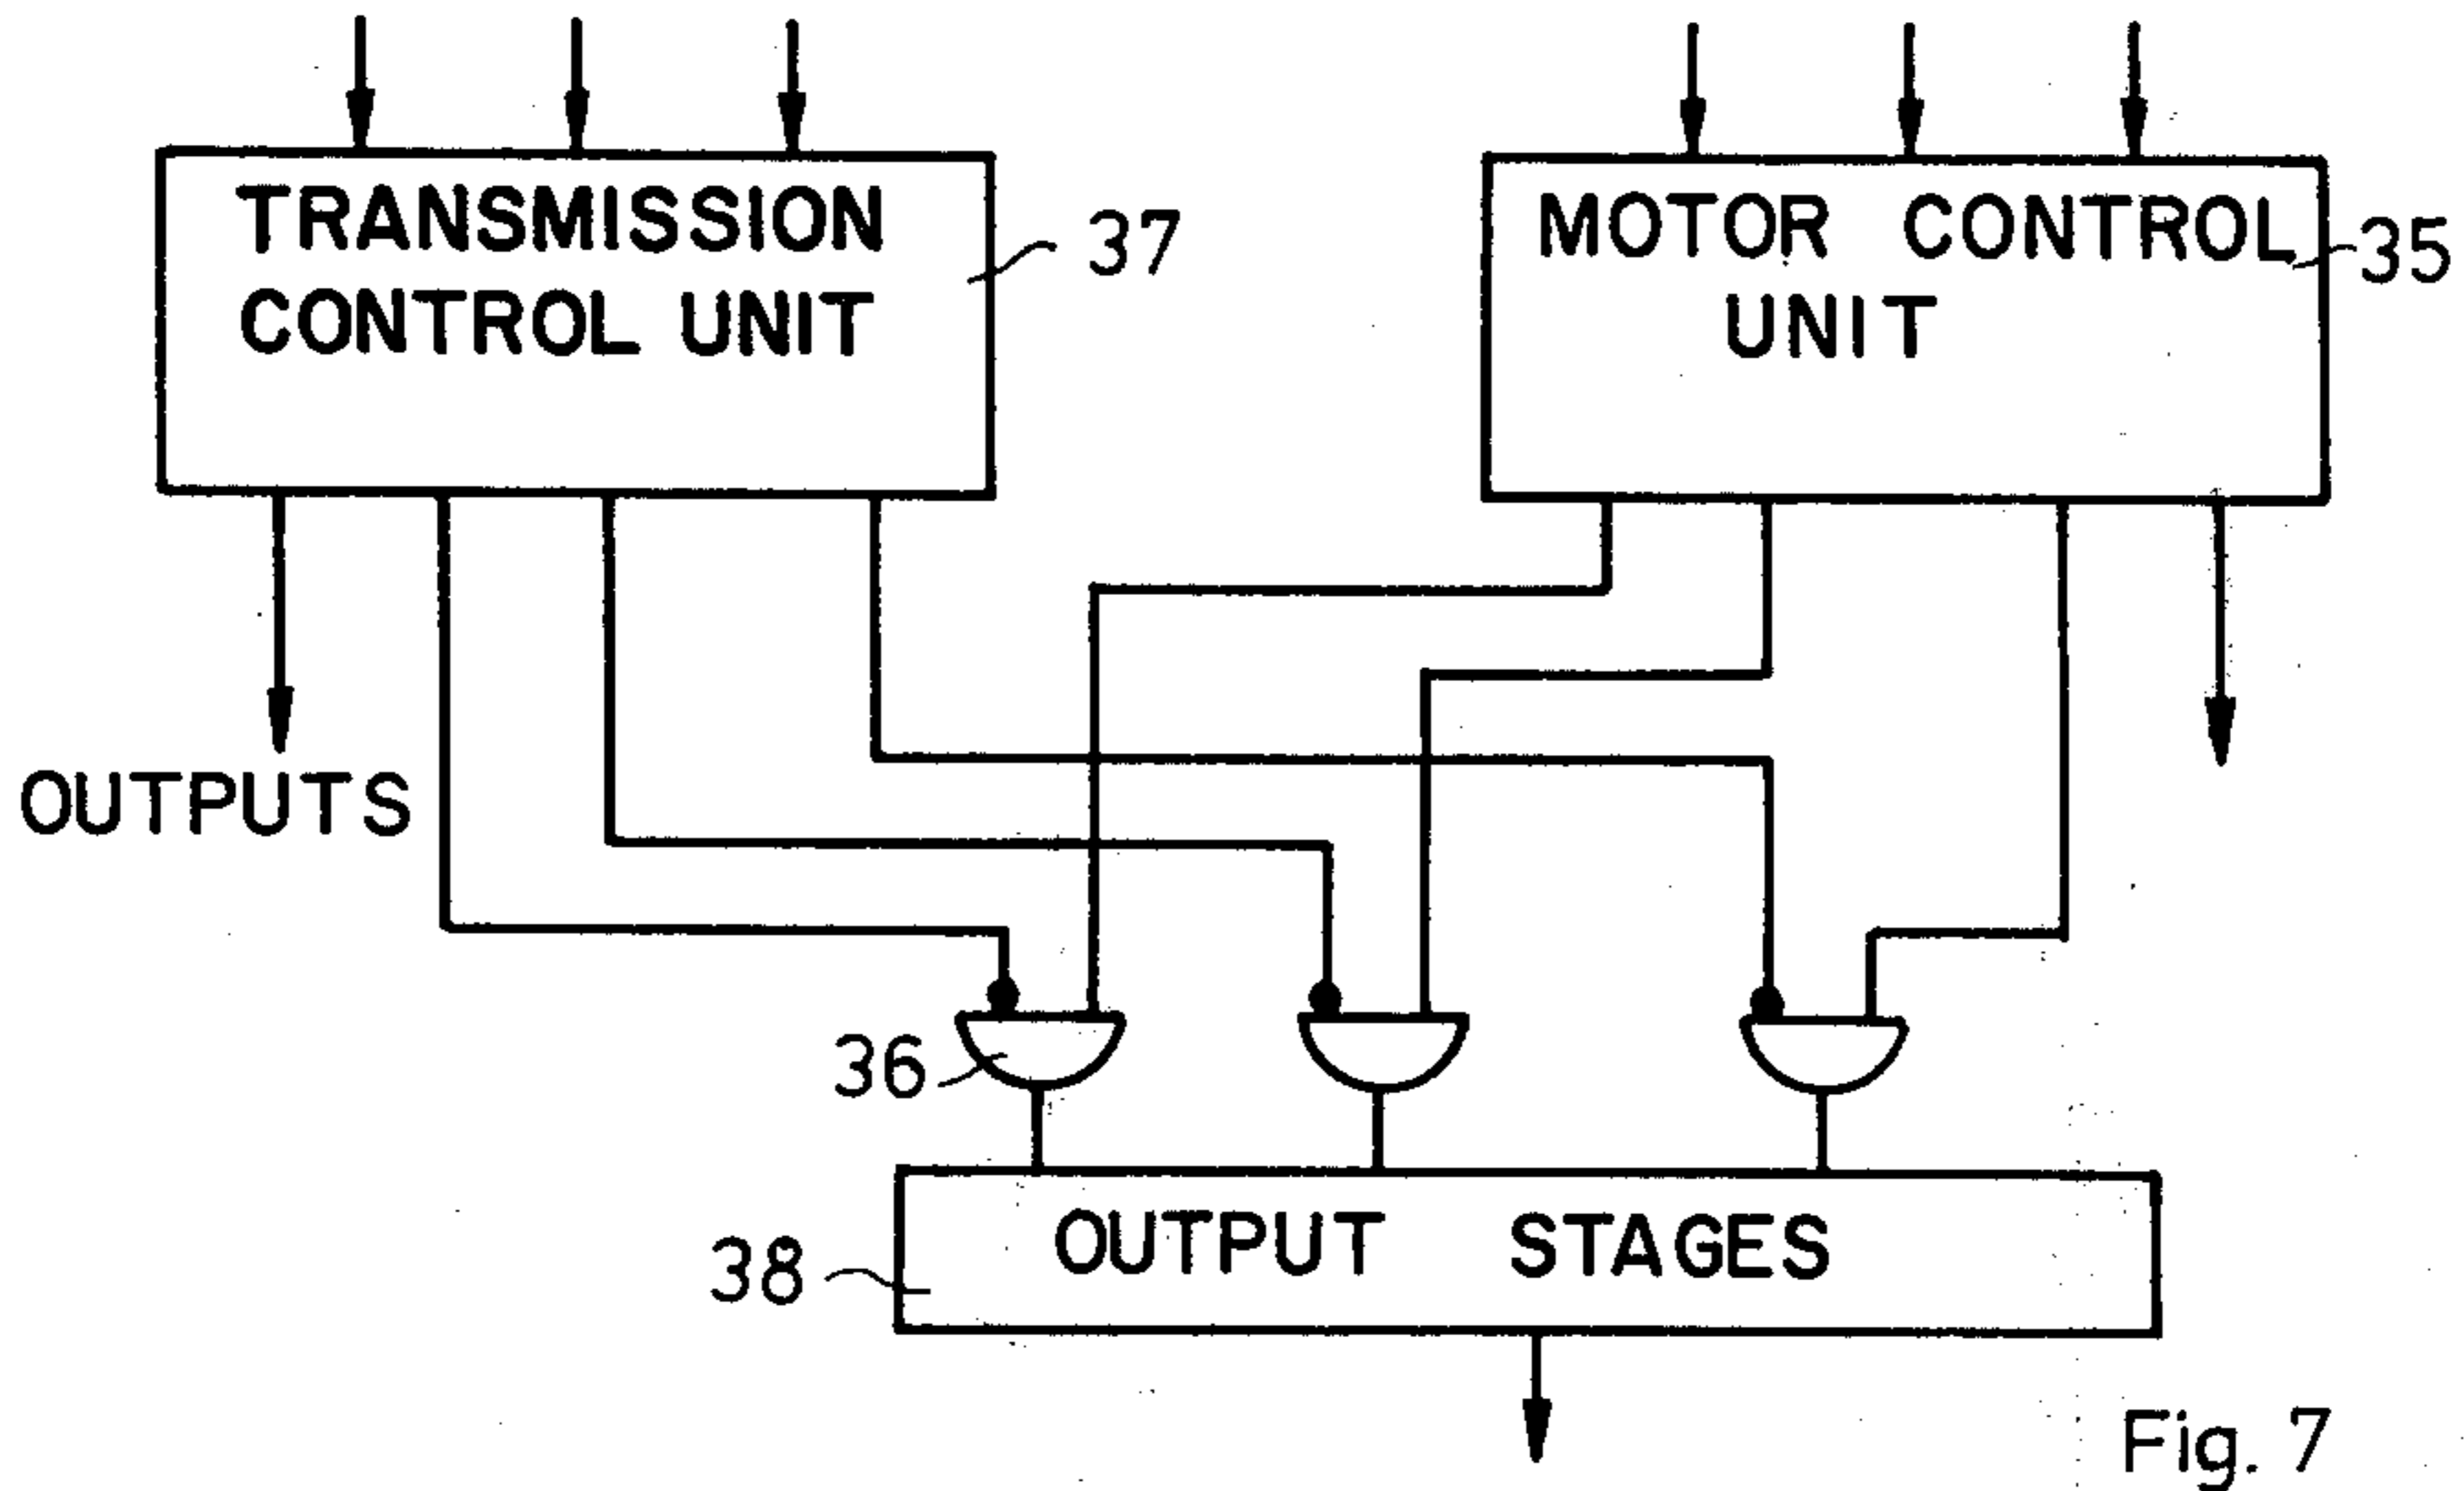 TRANSMISSION
CONTROL UNIT
37
MOTOR CONTROL
UNIT
35
OUTPUTS
36
OUTPUT STAGES
38
Fig. 7